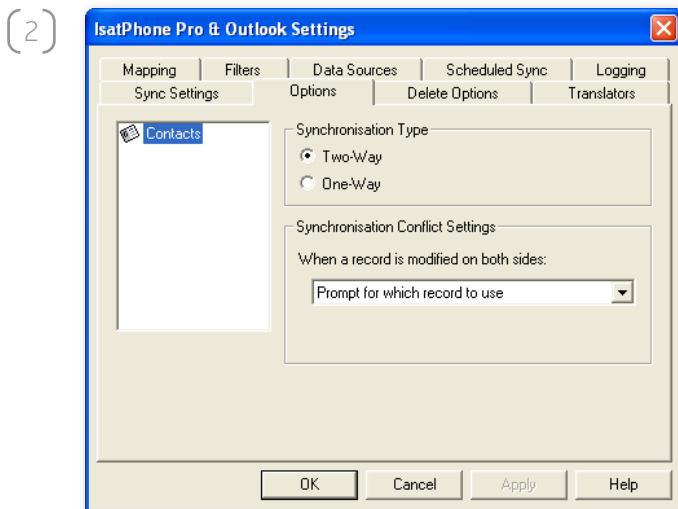 (2)
IsatPhone Pro & Outlook Settings
Mapping Filters Data Sources Scheduled Sync Logging
Sync Settings Options Delete Options Translators
Contacts
Synchronisation Type
Two-Way
One-Way
Synchronisation Conflict Settings
When a record is modified on both sides:
Prompt for which record to use
OK Cancel Apply Help